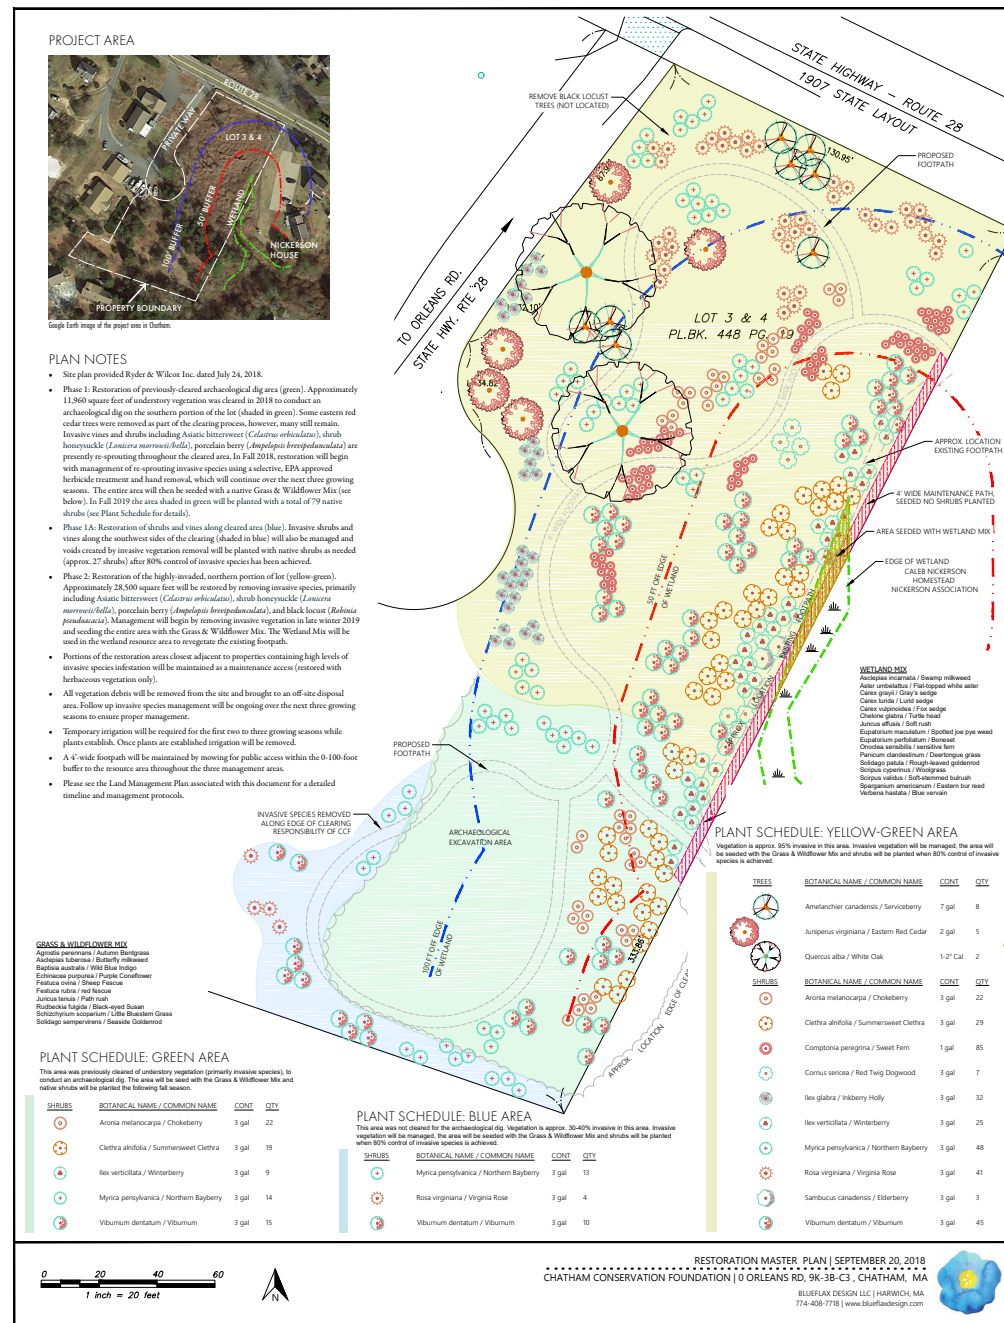 PROJECT AREA
ROUTE 28
PRIVATE WAY
LOT 3 & 4
50' BUFFER
WETLAND
100' BUFFER
NICKERSON
HOUSE
PROPERTY BOUNDARY
Google Earth image of the project area in Chatham.
PLAN NOTES
• Site plan provided Ryder & Wilcox Inc. dated July 24, 2018.
• Phase 1: Restoration of previously-cleared archaeological dig area (green). Approximately
11,960 square feet of understory vegetation was cleared in 2018 to conduct an
archaeological dig on the southern portion of the lot (shaded in green). Some eastern red
cedar trees were removed as part of the clearing process, however, many still remain.
Invasive vines and shrubs including Asiatic bittersweet (Celastrus orbiculatus), shrub
honeysuckle (Lonicera morrowii/bella), porcelain berry (Ampelopsis brevipedunculata) are
presently re-sprouting throughout the cleared area. In Fall 2018, restoration will begin
with management of re-sprouting invasive species using a selective, EPA approved
herbicide treatment and hand removal, which will continue over the next three growing
seasons. The entire area will then be seeded with a native Grass & Wildflower Mix (see
below). In Fall 2019 the area shaded in green will be planted with a total of 79 native
shrubs (see Plant Schedule for details).
• Phase 1A: Restoration of shrubs and vines along cleared area (blue). Invasive shrubs and
vines along the southwest sides of the clearing (shaded in blue) will also be managed and
voids created by invasive vegetation removal will be planted with native shrubs as needed
(approx. 27 shrubs) after 80% control of invasive species has been achieved.
• Phase 2: Restoration of the highly-invaded, northern portion of lot (yellow-green).
Approximately 28,500 square feet will be restored by removing invasive species, primarily
including Asiatic bittersweet (Celastrus orbiculatus), shrub honeysuckle (Lonicera
morrowii/bella), porcelain berry (Ampelopsis brevipedunculata), and black locust (Robinia
pseudoacacia). Management will begin by removing invasive vegetation in late winter 2019
and seeding the entire area with the Grass & Wildflower Mix. The Wetland Mix will be
used in the wetland resource area to revegetate the existing footpath.
• Portions of the restoration areas closest adjacent to properties containing high levels of
invasive species infestation will be maintained as a maintenance access (restored with
herbaceous vegetation only).
• All vegetation debris will be removed from the site and brought to an off-site disposal
area. Follow up invasive species management will be ongoing over the next three growing
seasons to ensure proper management.
• Temporary irrigation will be required for the first two to three growing seasons while
plants establish. Once plants are established irrigation will be removed.
• A 4'-wide footpath will be maintained by mowing for public access within the 0-100-foot
buffer to the resource area throughout the three management areas.
• Please see the Land Management Plan associated with this document for a detailed
timeline and management protocols.
STATE HIGHWAY – ROUTE 28
1907 STATE LAYOUT
REMOVE BLACK LOCUST
TREES (NOT LOCATED)
130.95'
PROPOSED
FOOTPATH
TO ORLEANS RD.
STATE HWY. RTE 28
LOT 3 & 4
PL.BK. 448 PG. 19
34.82
APPROX. LOCATION
EXISTING FOOTPATH
4' WIDE MAINTENANCE PATH,
SEEDED NO SHRUBS PLANTED
AREA SEEDED WITH WETLAND MIX
EDGE OF WETLAND
CALEB NICKERSON
HOMESTEAD
NICKERSON ASSOCIATION
50 FT OFF EDGE
OF WETLAND
APPROX. LOCATION EXISTING FOOTPATH
WETLAND MIX
Asclepias incarnata / Swamp milkweed
Aster umbellatus / Flat-topped white aster
Carex grayii / Gray's sedge
Carex lurida / Lurid sedge
Carex vulpinoidea / Fox sedge
Chelone glabra / Turtle head
Juncus effusis / Soft rush
Eupatorium maculatum / Spotted joe pye weed
Eupatorium perfoliatum / Boneset
Onoclea sensibilis / sensitive fern
Panicum clandestinum / Deertongue grass
Solidago patula / Rough-leaved goldenrod
Scripus cyperinus / Woolgrass
Scirpus validus / Soft-stemmed bulrush
Sparganium americanum / Eastern bur reed
Verbena hastata / Blue vervain
PROPOSED
FOOTPATH
INVASIVE SPECIES REMOVED
ALONG EDGE OF CLEARING
RESPONSIBILITY OF CCF
ARCHAEOLOGICAL
EXCAVATION AREA
100 FT OFF EDGE
OF WETLAND
331.86'
APPROX. LOCATION EDGE OF CLEA
GRASS & WILDFLOWER MIX
Agrostis perennans / Autumn Bentgrass
Asclepias tuberosa / Butterfly milkweed
Baptisia australis / Wild Blue Indigo
Echinacea purpurea / Purple Coneflower
Festuca ovina / Sheep Fescue
Festuca rubra / red fescue
Juncus tenuis / Path rush
Rudbeckia fulgida / Black-eyed Susan
Schizchyrium scoparium / Little Bluestem Grass
Solidago sempervirens / Seaside Goldenrod
PLANT SCHEDULE: GREEN AREA
This area was previously cleared of understory vegetation (primarily invasive species), to
conduct an archaeological dig. The area will be seed with the Grass & Wildflower Mix and
native shrubs will be planted the following fall season.
SHRUBS BOTANICAL NAME / COMMON NAME CONT QTY
Aronia melanocarpa / Chokeberry 3 gal 22
Clethra alnifolia / Summersweet Clethra 3 gal 19
Ilex verticillata / Winterberry 3 gal 9
Myrica pensylvanica / Northern Bayberry 3 gal 14
Viburnum dentatum / Viburnum 3 gal 15
PLANT SCHEDULE: BLUE AREA
This area was not cleared for the archaeological dig. Vegetation is approx. 30-40% invasive in this area. Invasive
vegetation will be managed, the area will be seeded with the Grass & Wildflower Mix and shrubs will be planted
when 80% control of invasive species is achieved.
SHRUBS BOTANICAL NAME / COMMON NAME CONT QTY
Myrica pensylvanica / Northern Bayberry 3 gal 13
Rosa virginiana / Virginia Rose 3 gal 4
Viburnum dentatum / Viburnum 3 gal 10
PLANT SCHEDULE: YELLOW-GREEN AREA
Vegetation is approx. 95% invasive in this area. Invasive vegetation will be managed, the area will
be seeded with the Grass & Wildflower Mix and shrubs will be planted when 80% control of invasive
species is achieved.
TREES BOTANICAL NAME / COMMON NAME CONT QTY
Amelanchier canadensis / Serviceberry 7 gal 8
Juniperus virginiana / Eastern Red Cedar 2 gal 5
Quercus alba / White Oak 1-2" Cal 2
SHRUBS BOTANICAL NAME / COMMON NAME CONT QTY
Aronia melanocarpa / Chokeberry 3 gal 22
Clethra alnifolia / Summersweet Clethra 3 gal 29
Comptonia peregrina / Sweet Fern 1 gal 85
Cornus sericea / Red Twig Dogwood 3 gal 7
Ilex glabra / Inkberry Holly 3 gal 32
Ilex verticillata / Winterberry 3 gal 25
Myrica pensylvanica / Northern Bayberry 3 gal 48
Rosa virginiana / Virginia Rose 3 gal 41
Sambucus canadensis / Elderberry 3 gal 3
Viburnum dentatum / Viburnum 3 gal 45
0 20 40 60
1 inch = 20 feet
N
RESTORATION MASTER PLAN | SEPTEMBER 20, 2018
CHATHAM CONSERVATION FOUNDATION | 0 ORLEANS RD, 9K-3B-C3 , CHATHAM, MA
BLUEFLAX DESIGN LLC | HARWICH, MA
774-408-7718 | www.blueflaxdesign.com